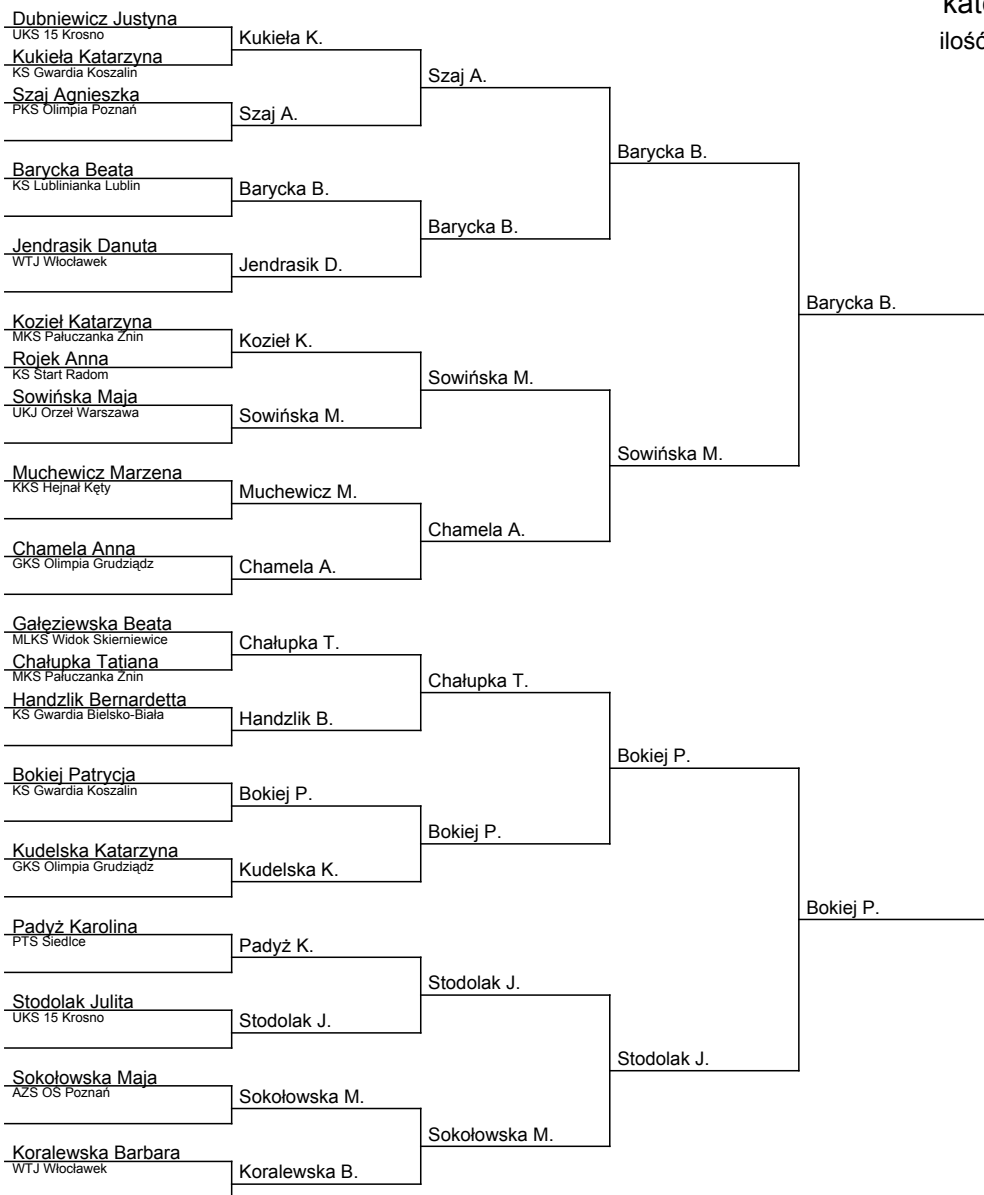 kate
ilość
Dubniewicz Justyna
UKS 15 Krosno
Kukieła Katarzyna
KS Gwardia Koszalin
Szaj Agnieszka
PKS Olimpia Poznań
Barycka Beata
KS Lublinianka Lublin
Jendrasik Danuta
WTJ Włocławek
Kozieł Katarzyna
MKS Pałuczanka Żnin
Rojek Anna
KS Start Radom
Sowińska Maja
UKJ Orzeł Warszawa
Muchewicz Marzena
KKS Hejnał Kęty
Chamela Anna
GKS Olimpia Grudziądz
Gałęziewska Beata
MLKS Widok Skierniewice
Chałupka Tatiana
MKS Pałuczanka Żnin
Handzlik Bernardetta
KS Gwardia Bielsko-Biała
Bokiej Patrycja
KS Gwardia Koszalin
Kudelska Katarzyna
GKS Olimpia Grudziądz
Padyż Karolina
PTS Siedlce
Stodolak Julita
UKS 15 Krosno
Sokołowska Maja
AZS OŚ Poznań
Koralewska Barbara
WTJ Włocławek
Kukieła K.
Szaj A.
Barycka B.
Jendrasik D.
Kozieł K.
Sowińska M.
Muchewicz M.
Chamela A.
Chałupka T.
Handzlik B.
Bokiej P.
Kudelska K.
Padyż K.
Stodolak J.
Sokołowska M.
Koralewska B.
Szaj A.
Barycka B.
Sowińska M.
Chamela A.
Chałupka T.
Bokiej P.
Stodolak J.
Sokołowska M.
Barycka B.
Sowińska M.
Bokiej P.
Stodolak J.
Barycka B.
Bokiej P.